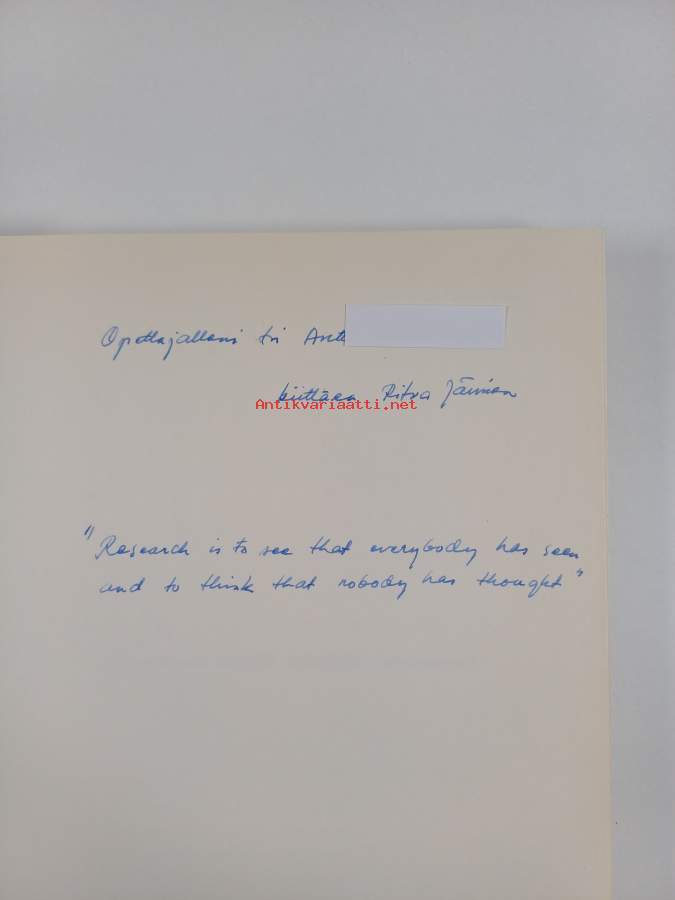 Opettajalleni tri Antt
kiittäen Ritva Järvinen
Antikvariaatti.net
"Research is to see that everybody has seen
and to think that nobody has thought"